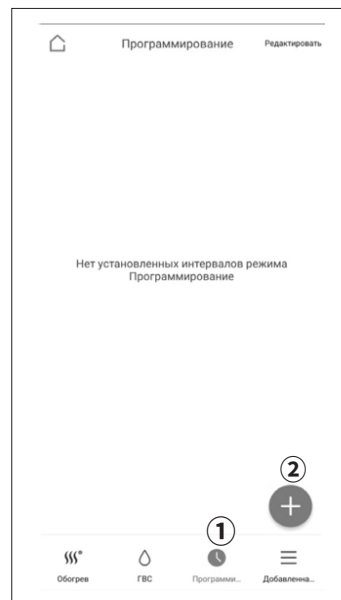 Программирование Редактировать
Нет установленных интервалов режима
Программирование
2
1
Обогрев ГВС Программи... Добавленна...